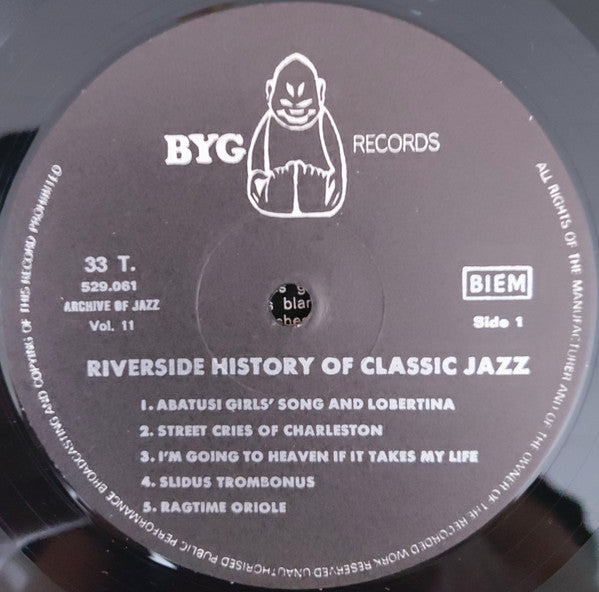 BYG RECORDS
33 T.
529.061
ARCHIVE OF JAZZ
Vol. 11
BIEM
Side 1
RIVERSIDE HISTORY OF CLASSIC JAZZ
1. ABATUSI GIRLS' SONG AND LOBERTINA
2. STREET CRIES OF CHARLESTON
3. I'M GOING TO HEAVEN IF IT TAKES MY LIFE
4. SLIDUS TROMBONUS
5. RAGTIME ORIOLE
ALL RIGHTS OF THE MANUFACTURER AND OF THE OWNER OF THE RECORDED WORK RESERVED UNAUTHORISED PUBLIC PERFORMANCE BROADCASTING AND COPYING OF THIS RECORD PROHIBITED